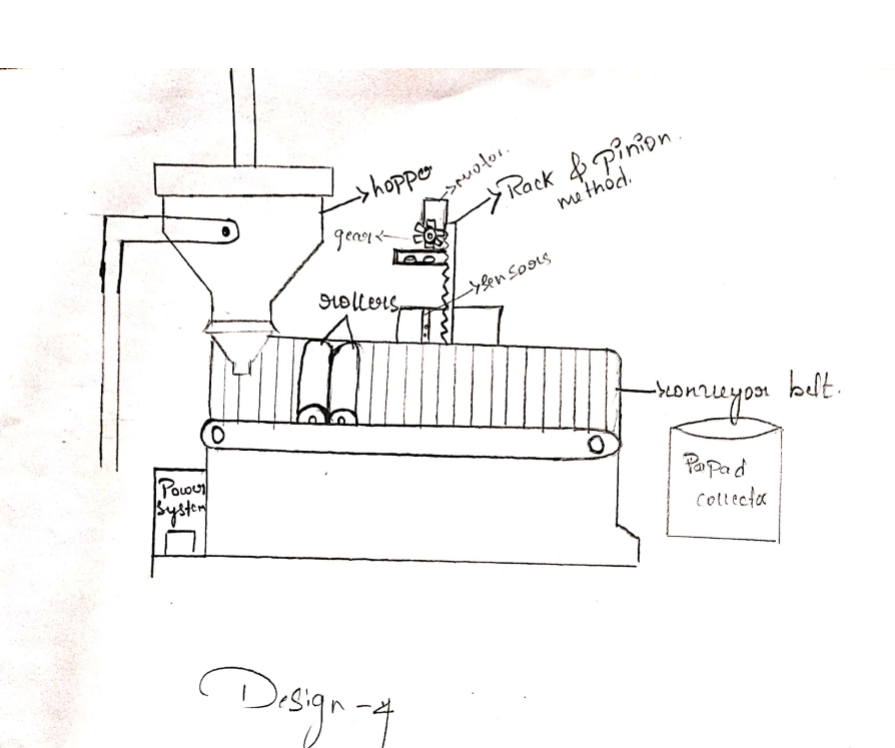 hopper
motor.
Rack & Pinion
method.
gear
sensors
rollers
conveyor belt.
Papad
collector
Power
System
Design-4